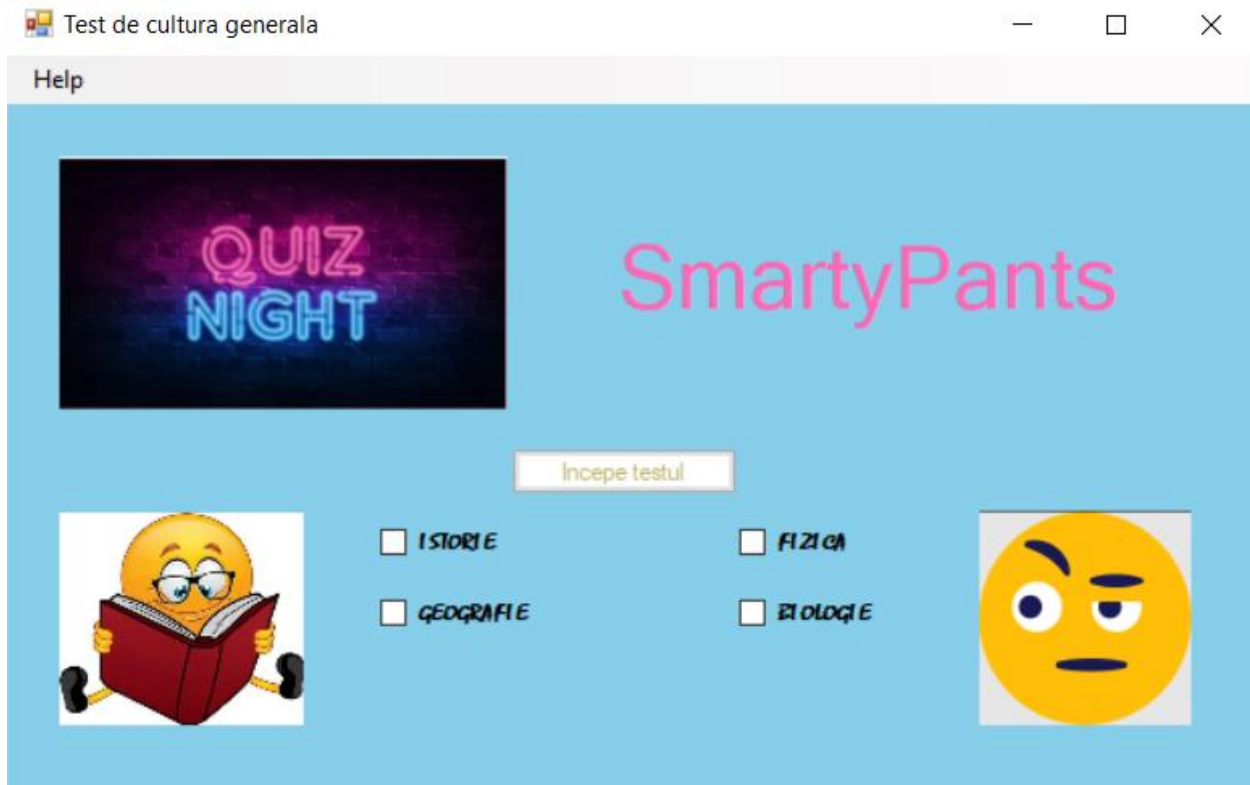 Test de cultura generala
Help
QUIZ
NIGHT
SmartyPants
Incepe testul
ISTORIE
FIZICA
GEOGRAFIE
BIOLOGIE